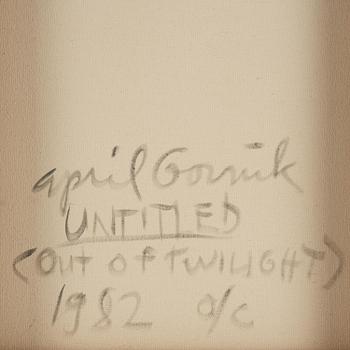 april Gornik
UNTITLED
(OUT OF TWILIGHT)
1982 o/c